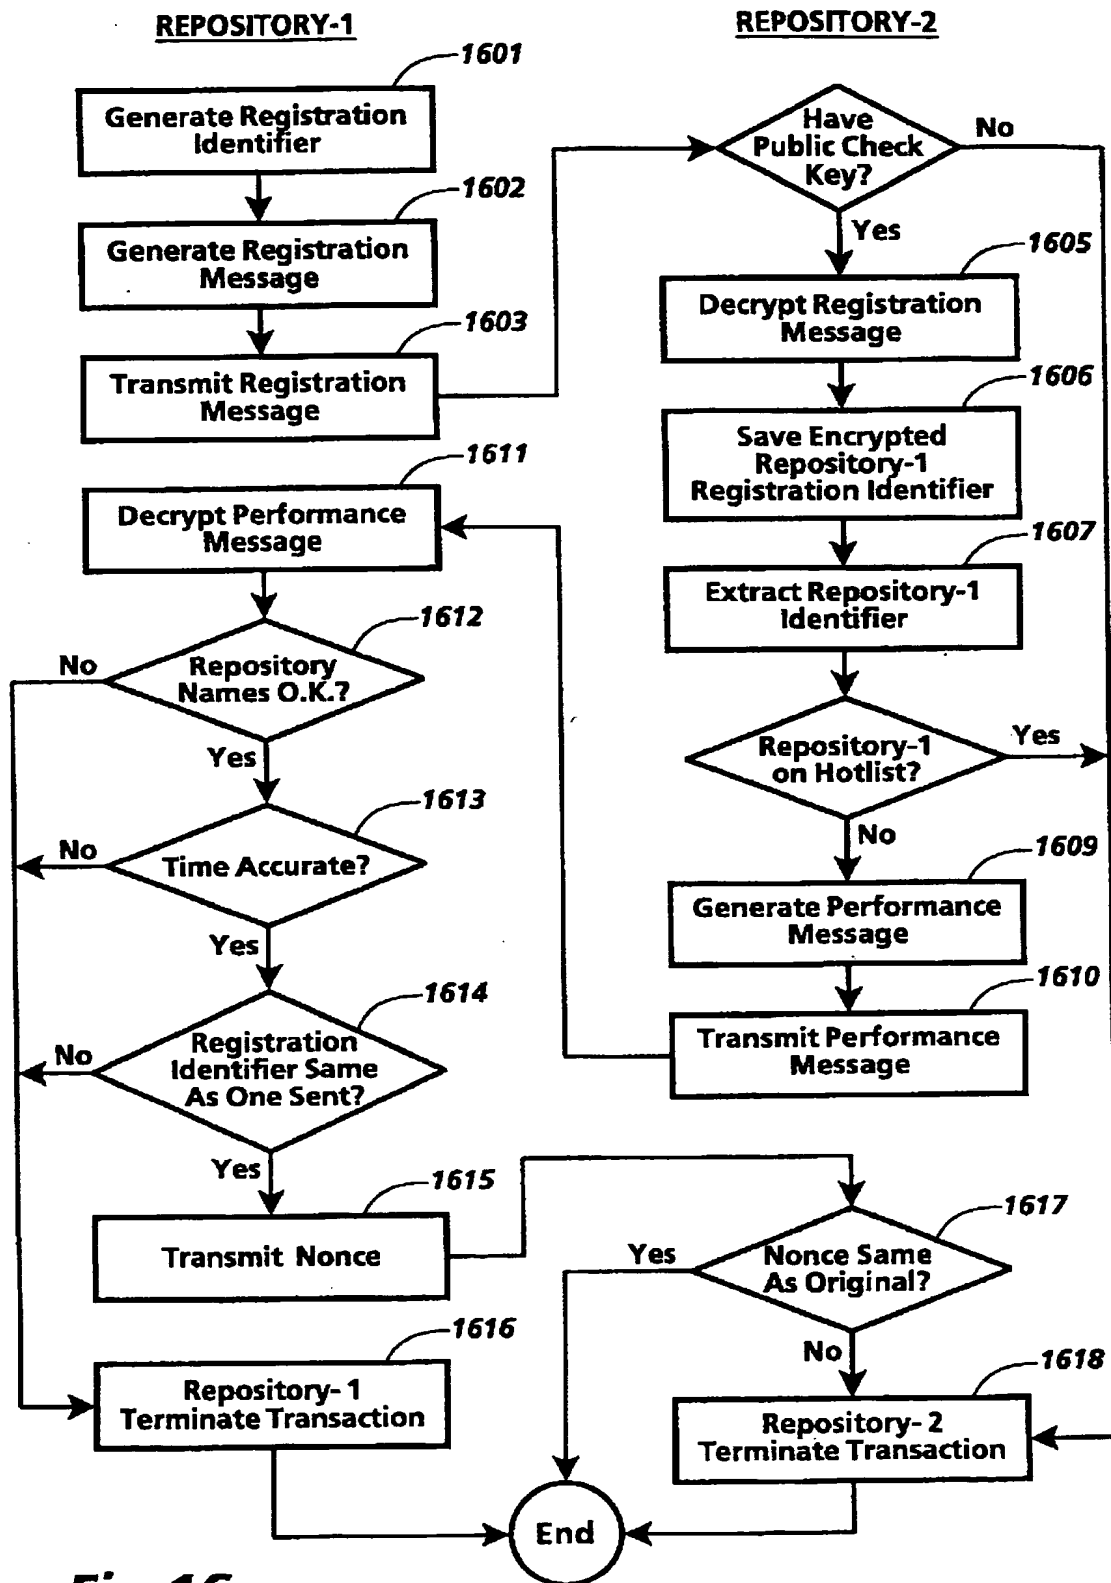 REPOSITORY-1
1601
Generate Registration
Identifier
1602
Generate Registration
Message
1603
Transmit Registration
Message
1611
Decrypt Performance
Message
1612
Repository
Names O.K.?
No
Yes
1613
Time Accurate?
No
Yes
1614
Registration
Identifier Same
As One Sent?
No
Yes
1615
Transmit Nonce
1616
Repository-1
Terminate Transaction
REPOSITORY-2
Have
Public Check
Key?
No
Yes
1605
Decrypt Registration
Message
1606
Save Encrypted
Repository-1
Registration Identifier
1607
Extract Repository-1
Identifier
Repository-1
on Hotlist?
Yes
No
1609
Generate Performance
Message
1610
Transmit Performance
Message
1617
Nonce Same
As Original?
Yes
No
1618
Repository-2
Terminate Transaction
End